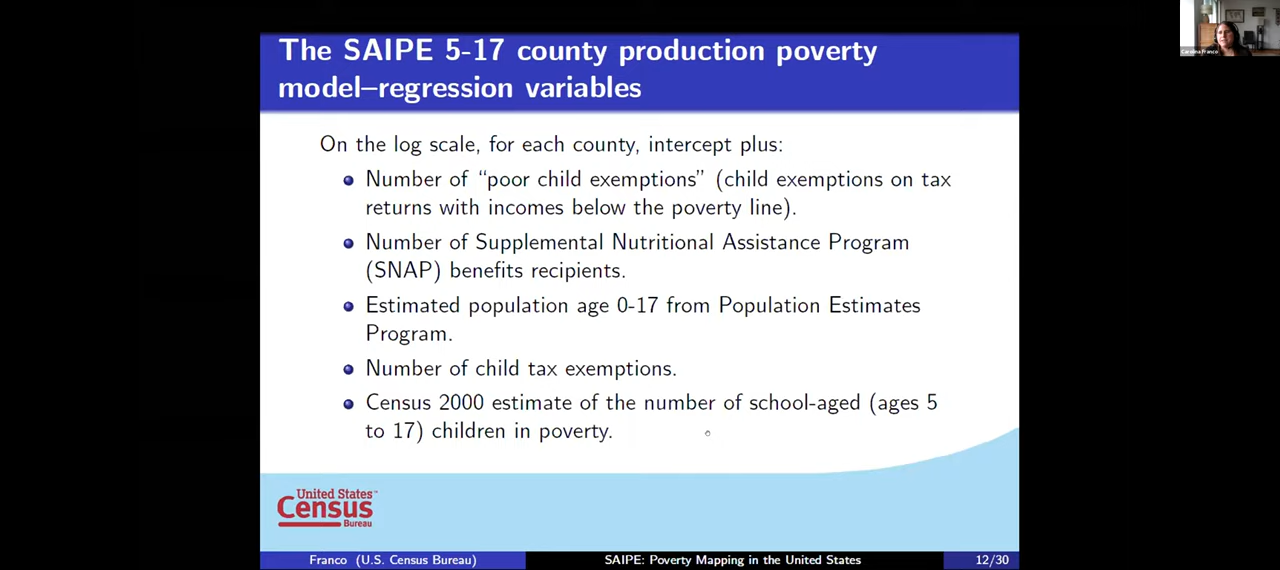 The SAIPE 5-17 county production poverty
model–regression variables
Carolina Franco
On the log scale, for each county, intercept plus:
Number of “poor child exemptions” (child exemptions on tax
returns with incomes below the poverty line).
Number of Supplemental Nutritional Assistance Program
(SNAP) benefits recipients.
Estimated population age 0-17 from Population Estimates
Program.
Number of child tax exemptions.
Census 2000 estimate of the number of school-aged (ages 5
to 17) children in poverty.
United States™
Census
Bureau
Franco (U.S. Census Bureau)
SAIPE: Poverty Mapping in the United States
12/30